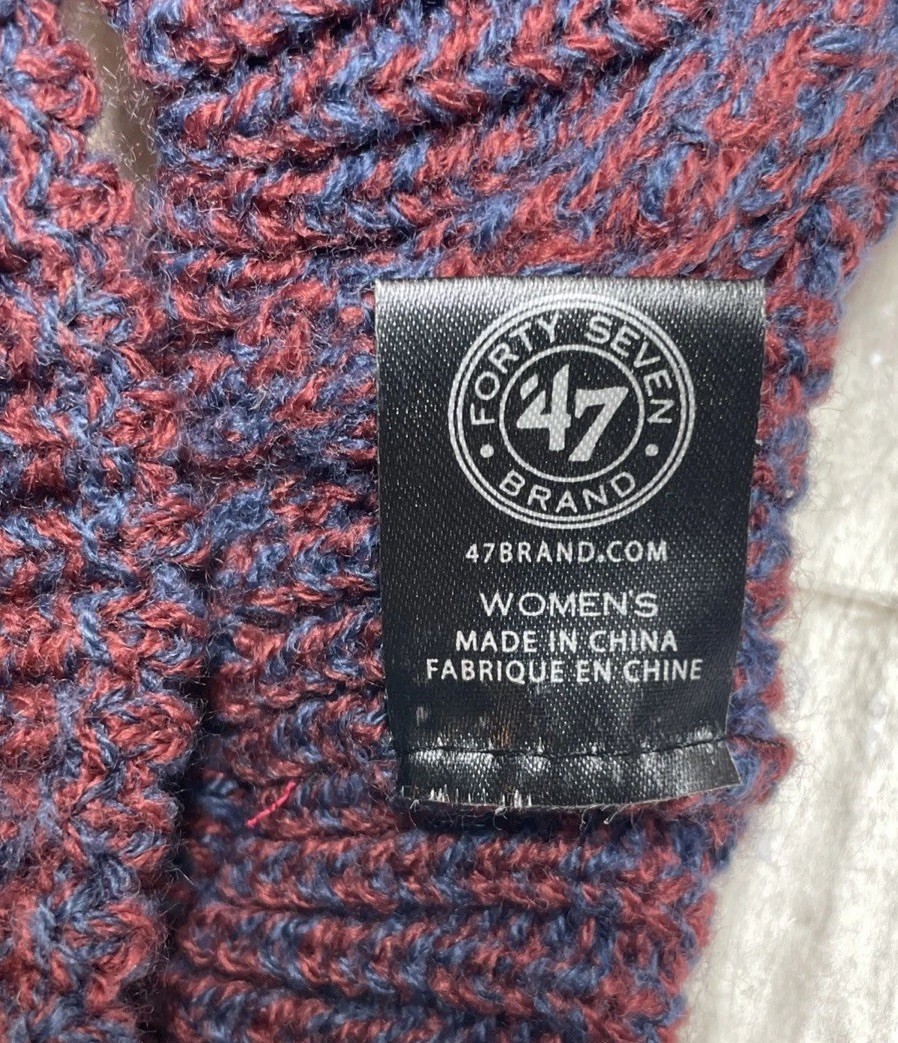 FORTY SEVEN
'47
BRAND
47BRAND.COM
WOMEN'S
MADE IN CHINA
FABRIQUE EN CHINE